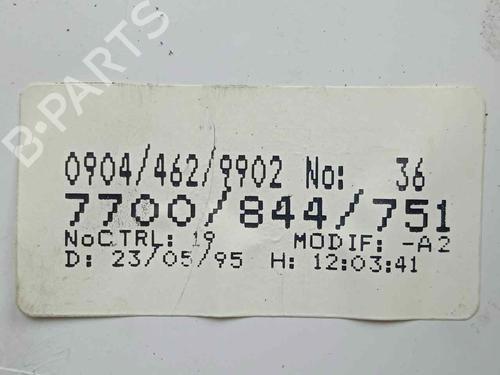 B-PARTS
0904/462/9902 No: 36
7700/844/751
NoCTRL: 19 MODIF: -A2
D: 23/05/95 H: 12:03:41